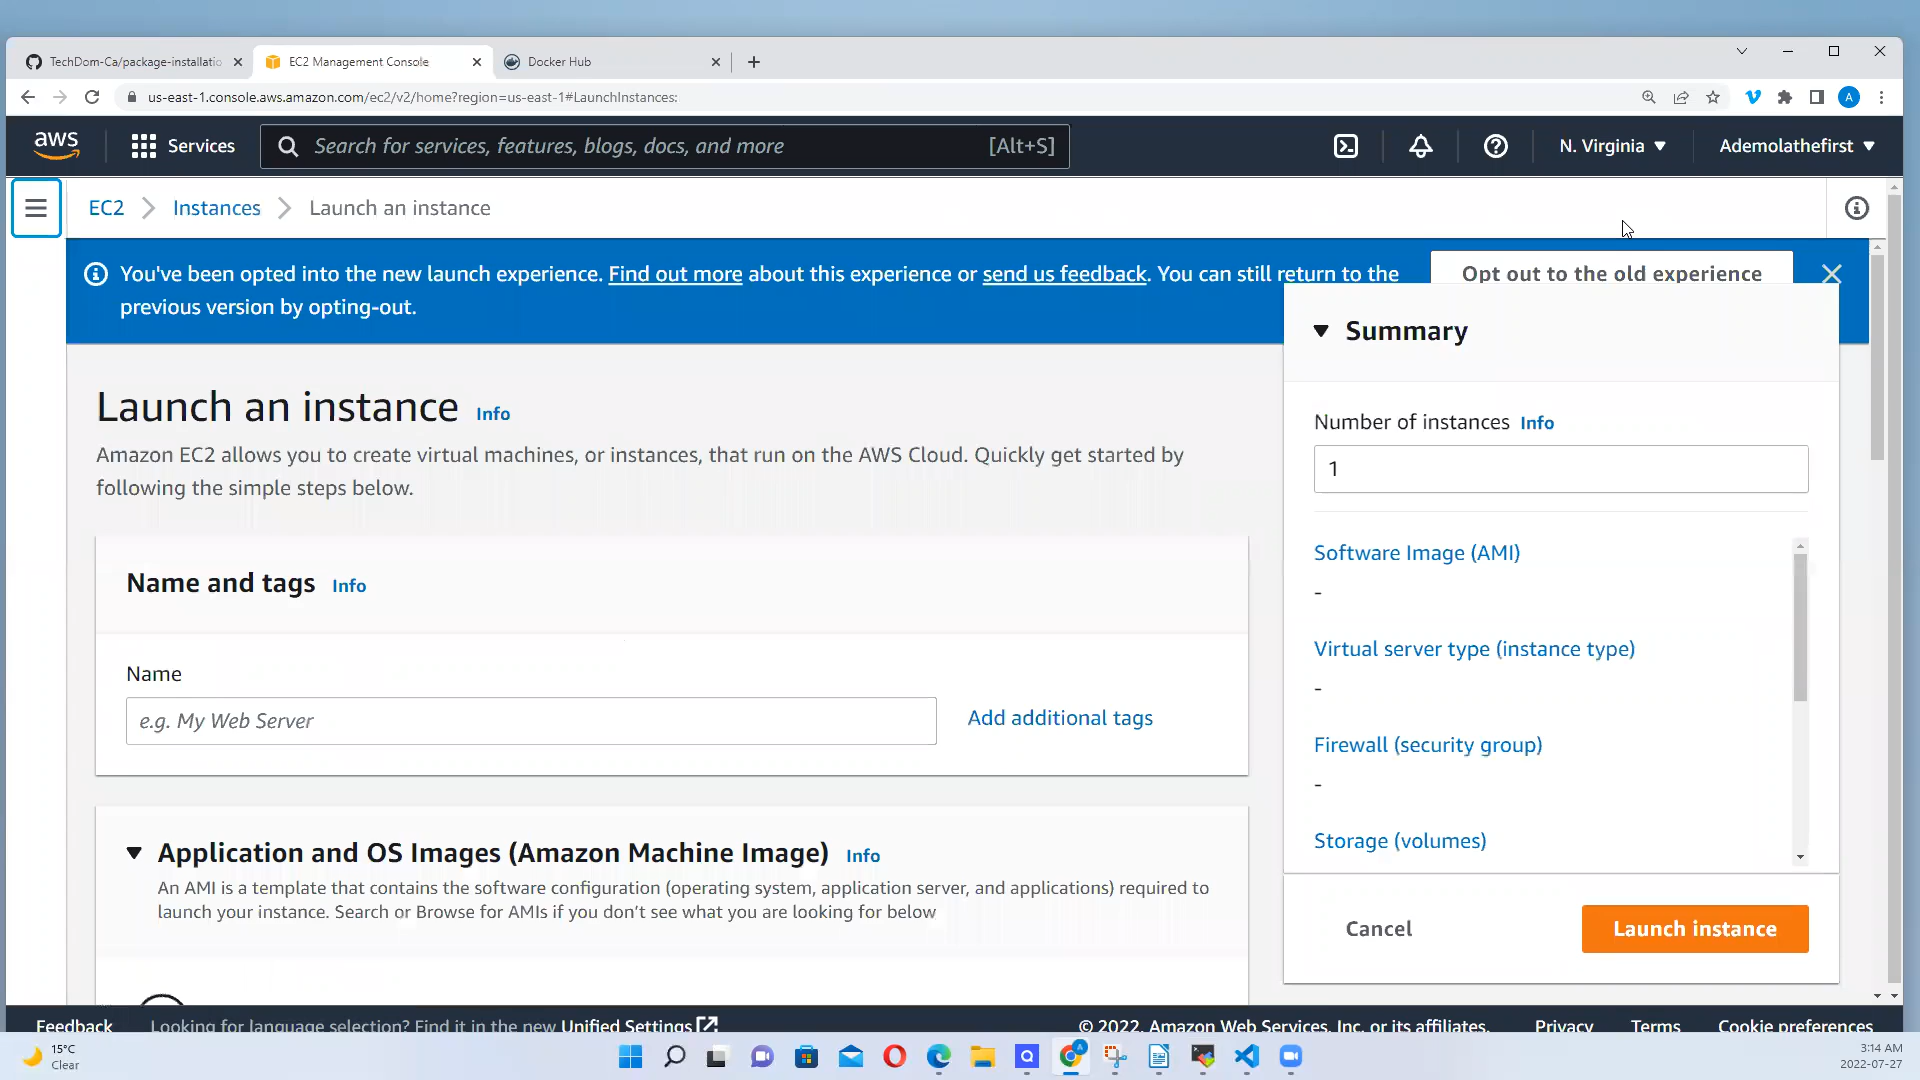 TechDom-Ca/package-installatio
EC2 Management Console
Docker Hub
us-east-1.console.aws.amazon.com/ec2/v2/home?region=us-east-1#LaunchInstances:
A
aws
Services
Search for services, features, blogs, docs, and more
[Alt+S]
N. Virginia
Ademolathefirst
EC2
Instances
Launch an instance
You've been opted into the new launch experience. Find out more about this experience or send us feedback. You can still return to the
previous version by opting-out.
Opt out to the old experience
Launch an instance Info
Amazon EC2 allows you to create virtual machines, or instances, that run on the AWS Cloud. Quickly get started by
following the simple steps below.
Name and tags Info
Name
e.g. My Web Server
Add additional tags
Application and OS Images (Amazon Machine Image) Info
An AMI is a template that contains the software configuration (operating system, application server, and applications) required to
launch your instance. Search or Browse for AMIs if you don't see what you are looking for below
Summary
Number of instances Info
1
Software Image (AMI)
-
Virtual server type (instance type)
-
Firewall (security group)
-
Storage (volumes)
Cancel
Launch instance
Feedback
Looking for language selection? Find it in the new Unified Settings
© 2022, Amazon Web Services, Inc. or its affiliates.
Privacy
Terms
Cookie preferences
15°C
Clear
3:14 AM
2022-07-27